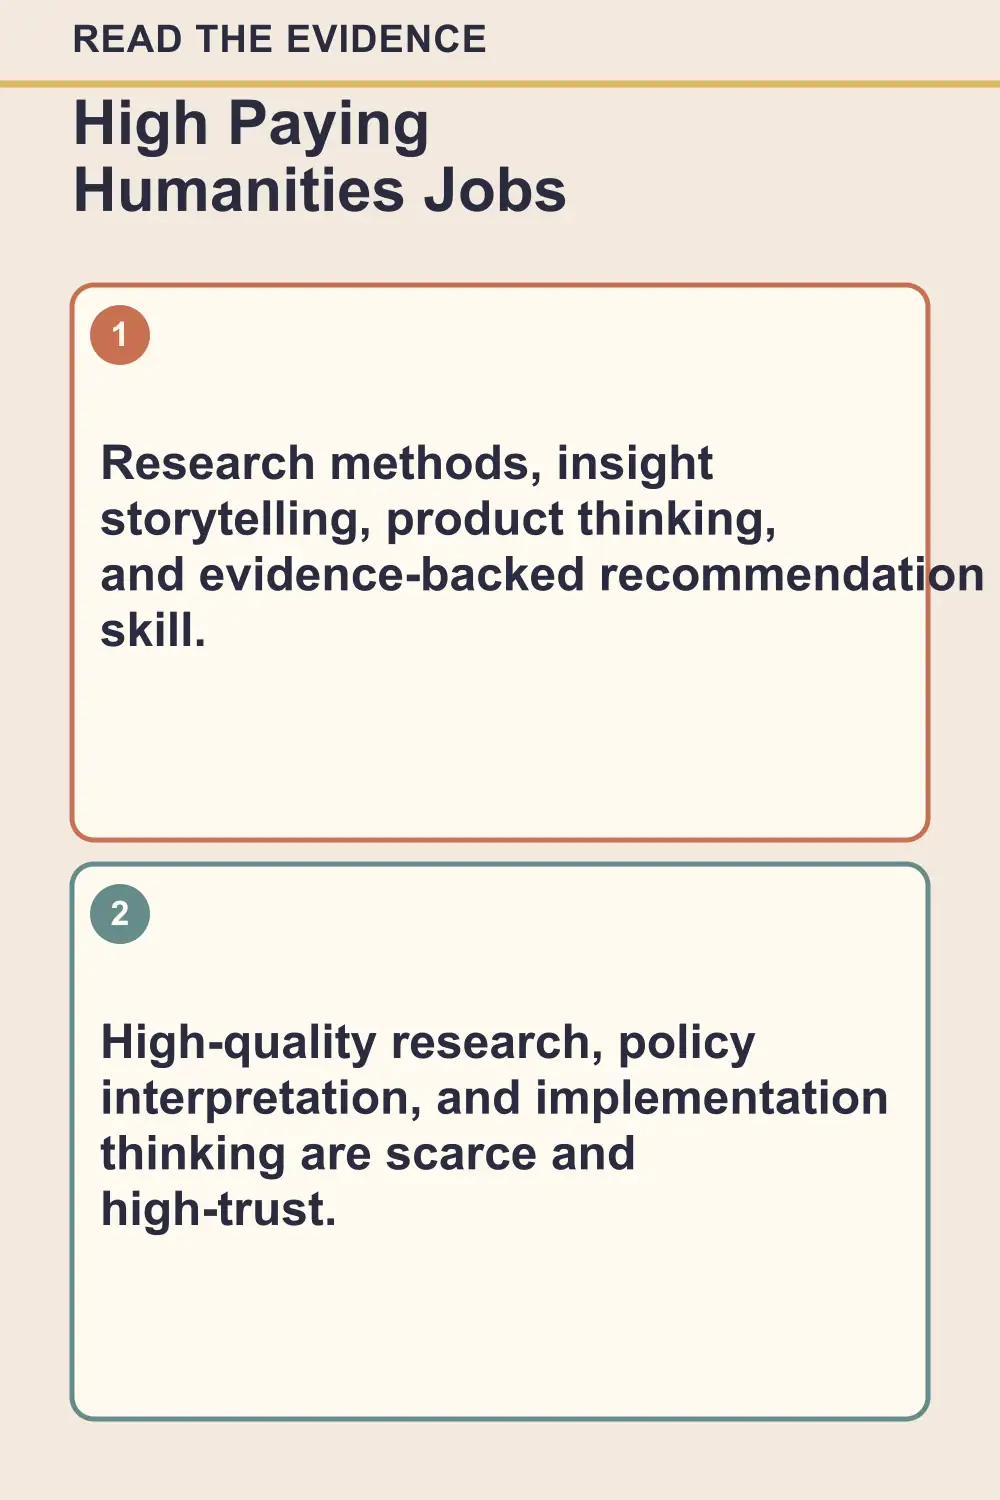 READ THE EVIDENCE
High Paying
Humanities Jobs
1
Research methods, insight
storytelling, product thinking,
and evidence-backed recommendation
skill.
2
High-quality research, policy
interpretation, and implementation
thinking are scarce and
high-trust.